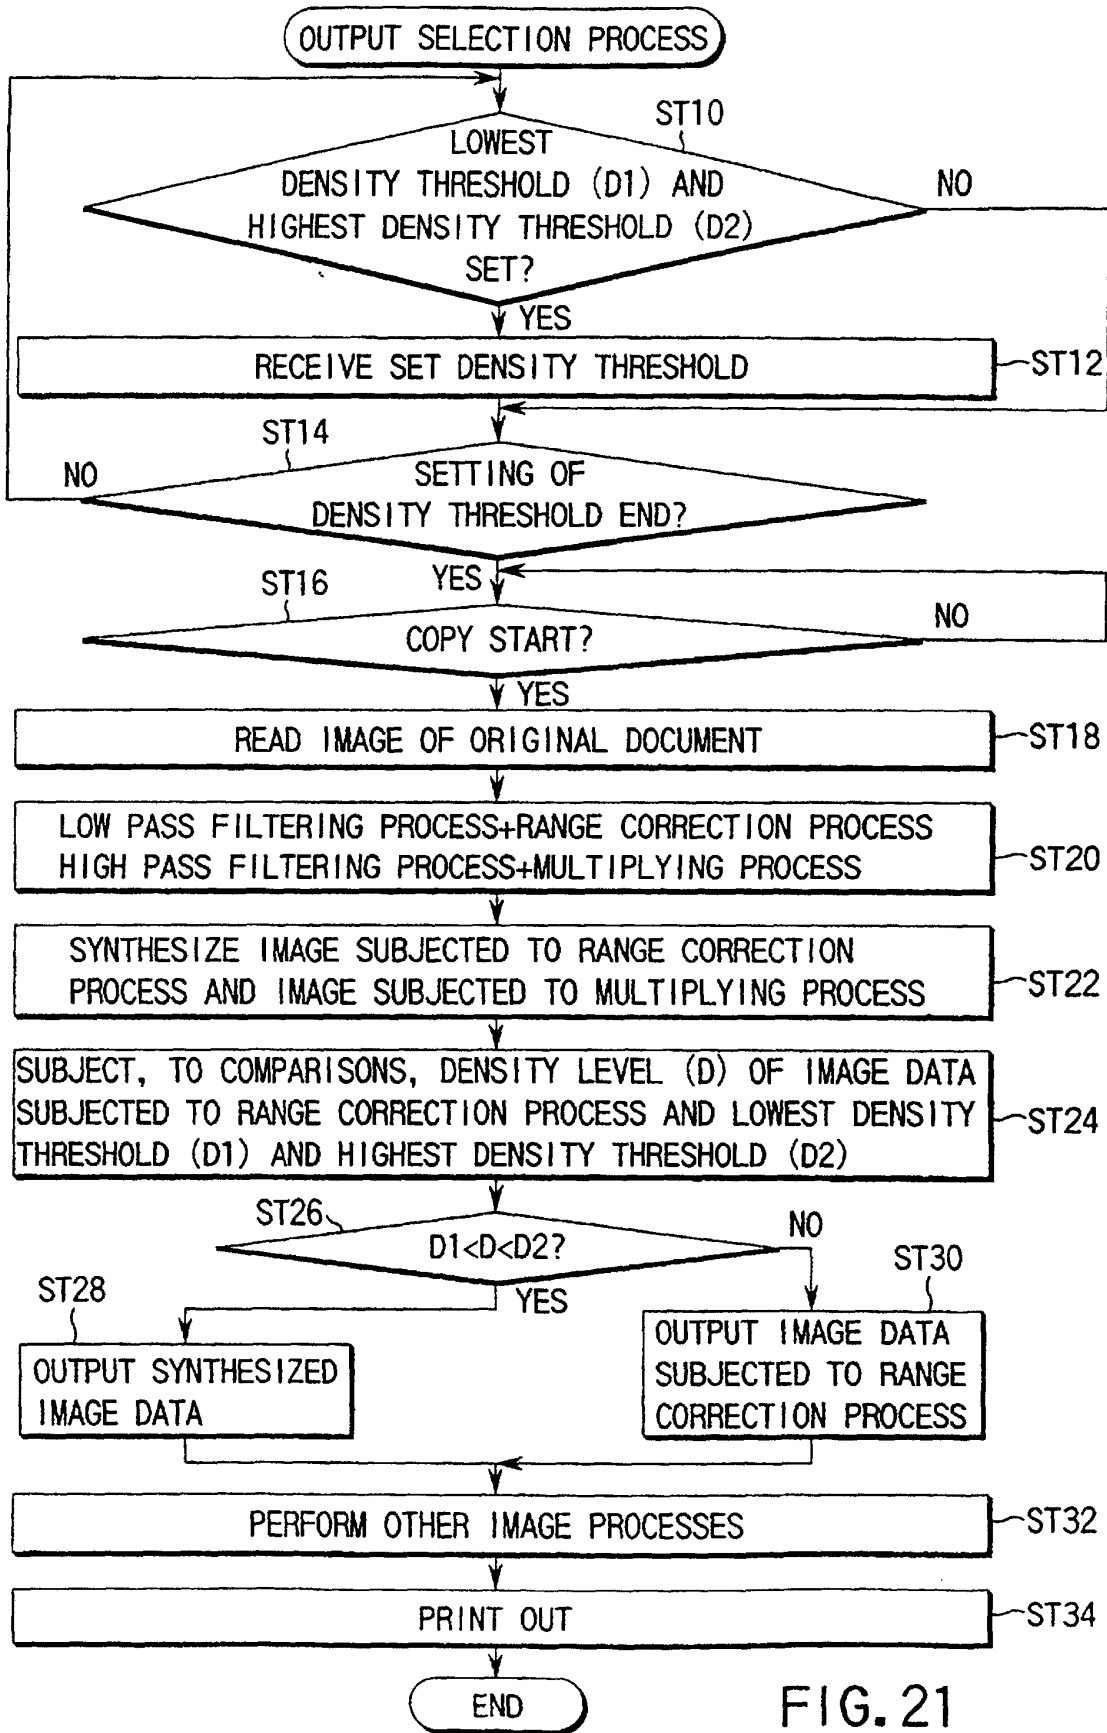 OUTPUT SELECTION PROCESS
ST10
LOWEST
DENSITY THRESHOLD (D1) AND
HIGHEST DENSITY THRESHOLD (D2)
SET?
NO
YES
RECEIVE SET DENSITY THRESHOLD
ST12
ST14
NO
SETTING OF
DENSITY THRESHOLD END?
YES
ST16
COPY START?
NO
YES
READ IMAGE OF ORIGINAL DOCUMENT
ST18
LOW PASS FILTERING PROCESS+RANGE CORRECTION PROCESS
HIGH PASS FILTERING PROCESS+MULTIPLYING PROCESS
ST20
SYNTHESIZE IMAGE SUBJECTED TO RANGE CORRECTION
PROCESS AND IMAGE SUBJECTED TO MULTIPLYING PROCESS
ST22
SUBJECT, TO COMPARISONS, DENSITY LEVEL (D) OF IMAGE DATA
SUBJECTED TO RANGE CORRECTION PROCESS AND LOWEST DENSITY
THRESHOLD (D1) AND HIGHEST DENSITY THRESHOLD (D2)
ST24
ST26
D1<D<D2?
NO
YES
ST28
OUTPUT SYNTHESIZED
IMAGE DATA
ST30
OUTPUT IMAGE DATA
SUBJECTED TO RANGE
CORRECTION PROCESS
PERFORM OTHER IMAGE PROCESSES
ST32
PRINT OUT
ST34
END
FIG. 21